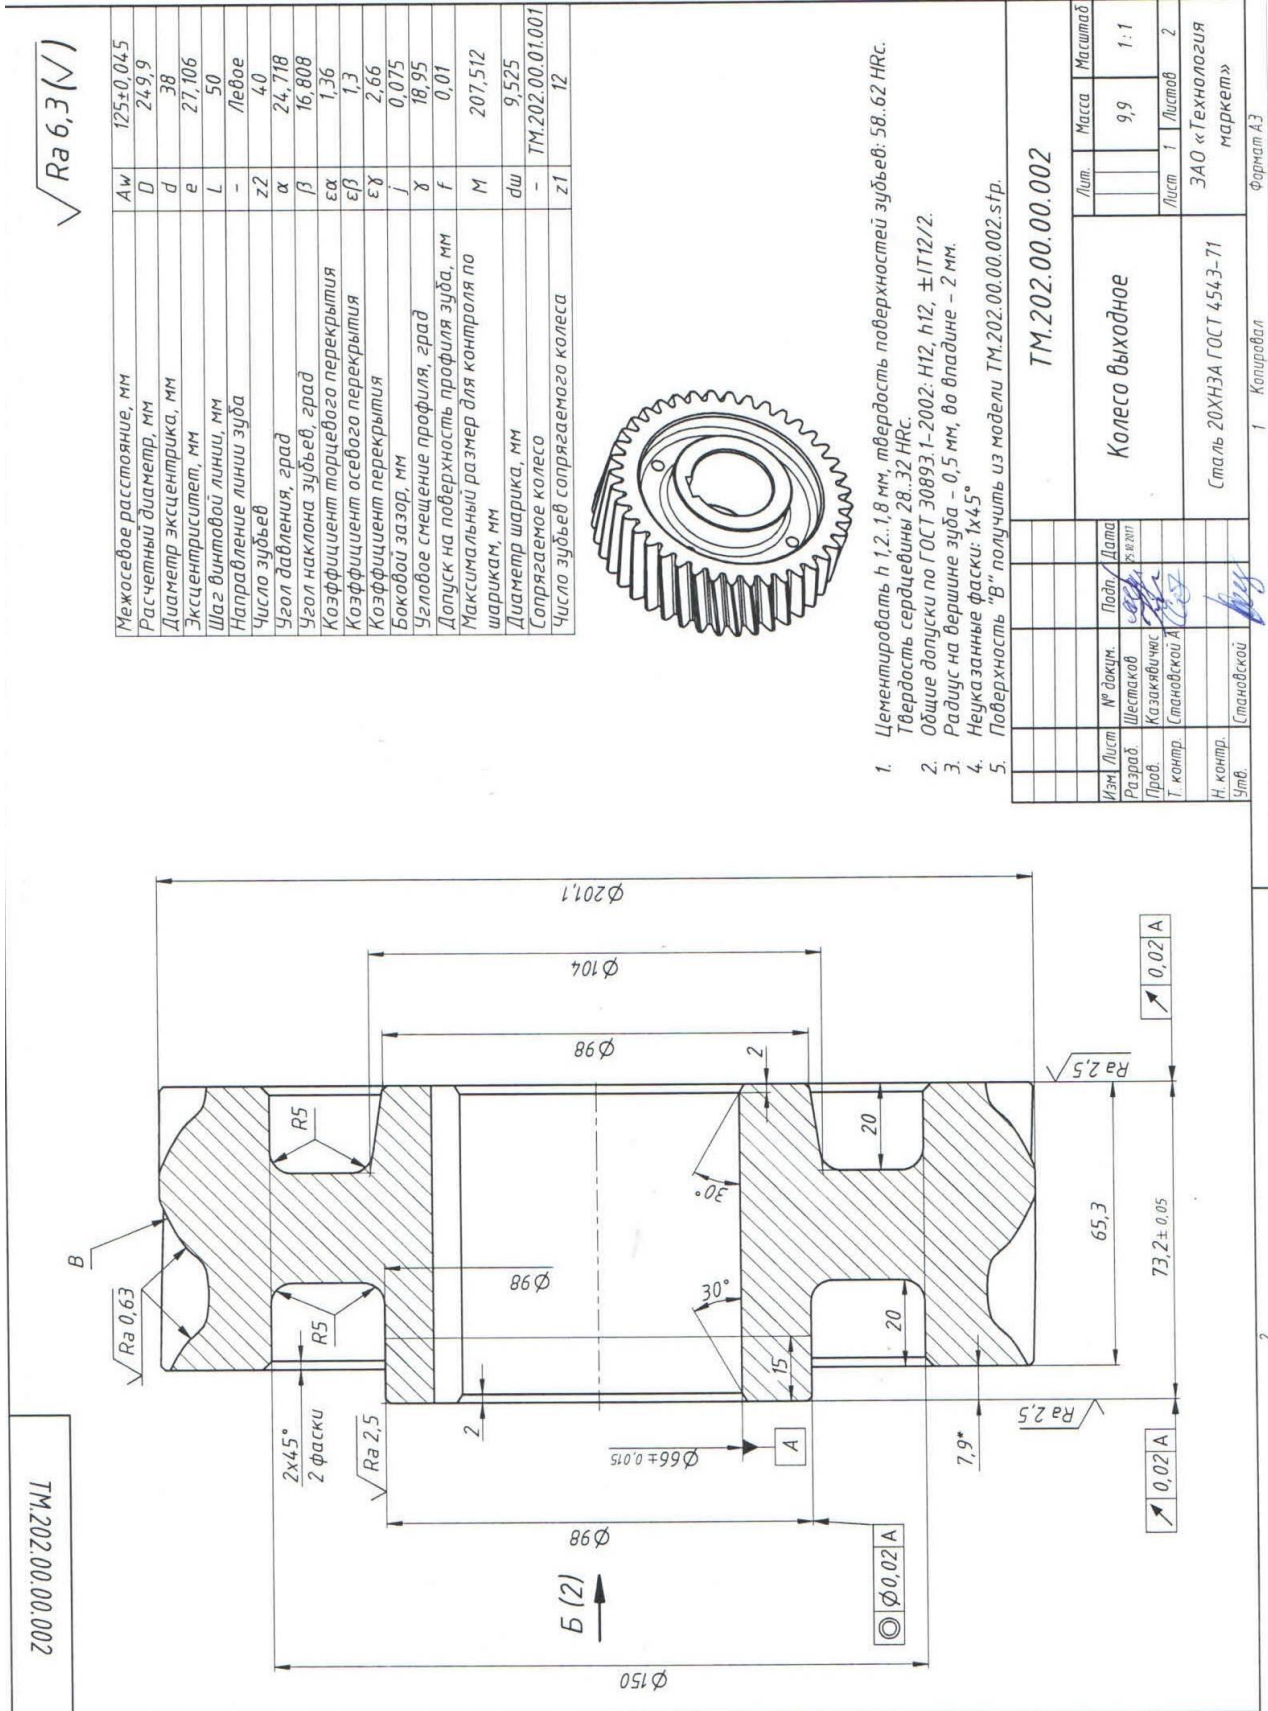 ТМ.202.00.00.002
√ Ra 6,3 (√)
Межосевое расстояние, мм Aw 125±0,045
Расчетный диаметр, мм D 249,9
Диаметр эксцентрика, мм d 38
Эксцентриситет, мм e 27,106
Шаг винтовой линии, мм L 50
Направление линии зуба - Левое
Число зубьев z2 40
Угол давления, град α 24,718
Угол наклона зубьев, град β 16,808
Коэффициент торцевого перекрытия εα 1,36
Коэффициент осевого перекрытия εβ 1,3
Коэффициент перекрытия εγ 2,66
Боковой зазор, мм j 0,075
Угловое смещение профиля, град γ 18,95
Допуск на поверхность профиля зуба, мм f 0,01
Максимальный размер для контроля по
шарикам, мм M 207,512
Диаметр шарика, мм dш 9,525
Сопрягаемое колесо - ТМ.202.00.01.001
Число зубьев сопрягаемого колеса z1 12
B
Ra 0,63
2x45°
2 фаски
R5
R5
Ra 2,5
2
2
Ø98
Ø98
Ø104
Ø201,1
Б (2)
Ø150
Ø98
Ø66±0,015
А
30°
30°
15
20
20
7,9*
65,3
73,2±0,05
Ra 2,5
Ra 2,5
Ø0,02 A
0,02 A
0,02 A
1. Цементировать h 1,2..1,8 мм, твердость поверхностей зубьев: 58..62 HRc.
Твердость сердцевины 28..32 HRc.
2. Общие допуски по ГОСТ 30893.1-2002: H12, h12, ±IT12/2.
3. Радиус на вершине зуба - 0,5 мм, во впадине - 2 мм.
4. Неуказанные фаски: 1x45°
5. Поверхность "В" получить из модели ТМ.202.00.00.002.stp.
ТМ.202.00.00.002
Изм. Лист № докум. Подп. Дата
Разраб. Шестаков 25.10.2017
Пров. Казакявичюс
Т. контр. Становской А
Н. контр.
Утв. Становской
Колесо выходное
Лит. Масса Масштаб
9,9 1:1
Лист 1 Листов 2
Сталь 20ХН3А ГОСТ 4543-71
ЗАО «Технология
маркет»
2
1
Копировал
Формат А3